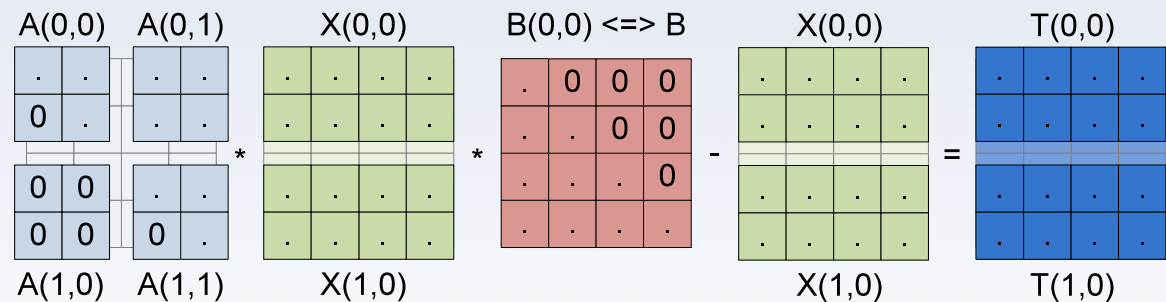 A(0,0) A(0,1) X(0,0) B(0,0) <=> B X(0,0) T(0,0)
. . . . . . . . . 0 0 0 . . . . . . . .
0 . . . . . . . . . 0 0 . . . . . . . .
* * - =
0 0 . . . . . . . . . 0 . . . . . . . .
0 0 0 . . . . . . . . . . . . . . . . .
A(1,0) A(1,1) X(1,0) X(1,0) T(1,0)